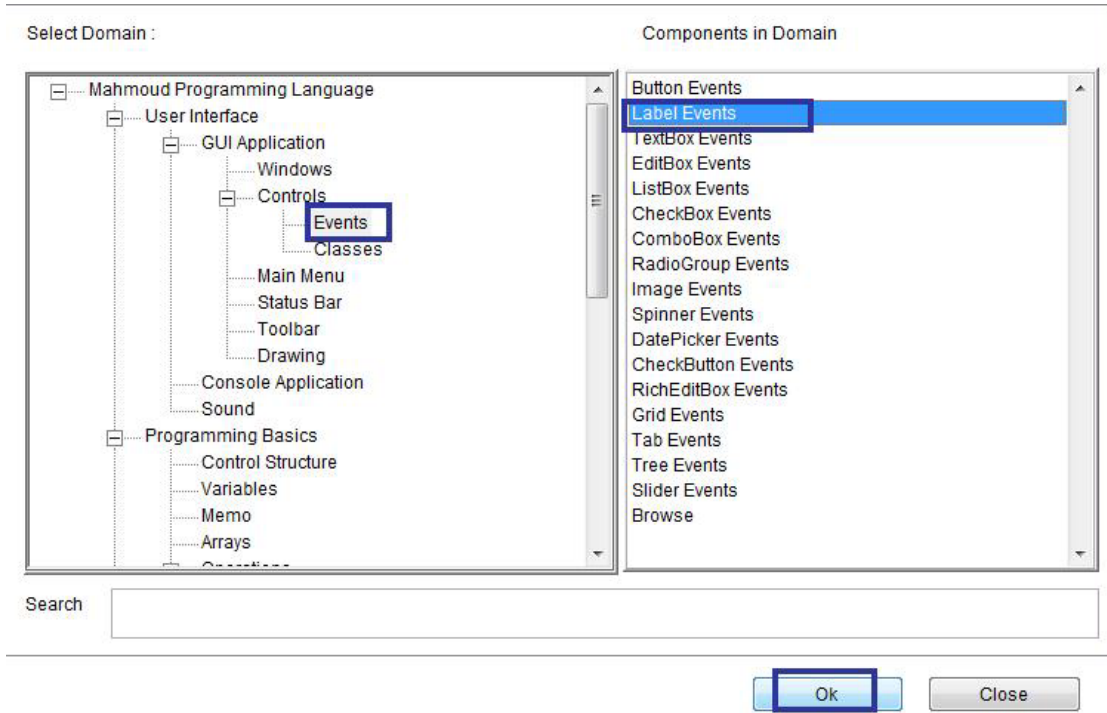 Select Domain :
Components in Domain
Mahmoud Programming Language
User Interface
GUI Application
Windows
Controls
Events
Classes
Main Menu
Status Bar
Toolbar
Drawing
Console Application
Sound
Programming Basics
Control Structure
Variables
Memo
Arrays
Button Events
Label Events
TextBox Events
EditBox Events
ListBox Events
CheckBox Events
ComboBox Events
RadioGroup Events
Image Events
Spinner Events
DatePicker Events
CheckButton Events
RichEditBox Events
Grid Events
Tab Events
Tree Events
Slider Events
Browse
Search
Ok
Close